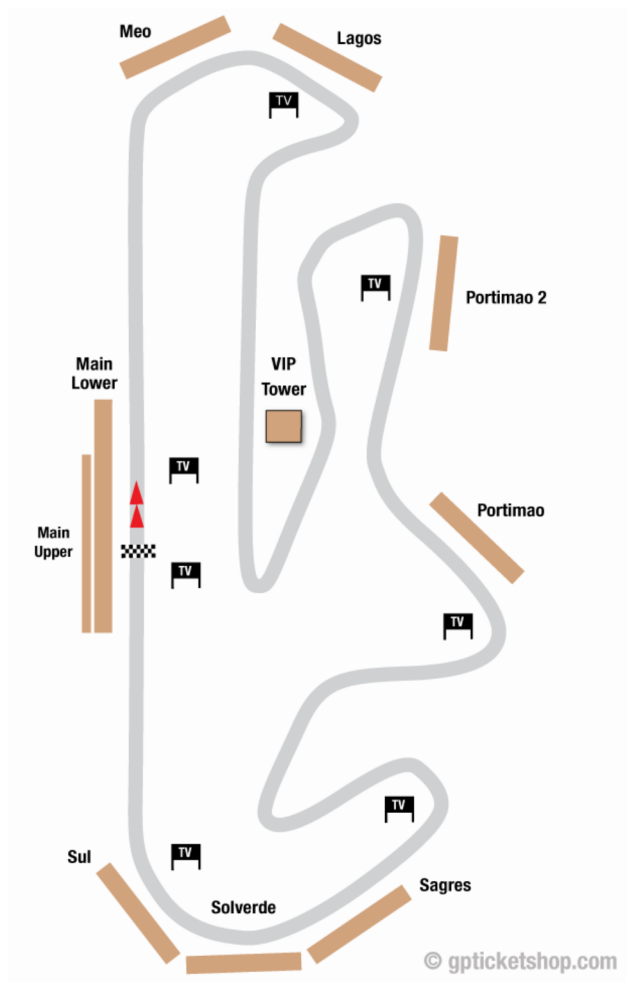 Meo
Lagos
TV
TV
Portimao 2
Main
Lower
VIP
Tower
TV
Main
Upper
Portimao
TV
TV
TV
TV
Sul
Solverde
Sagres
© gpticketshop.com